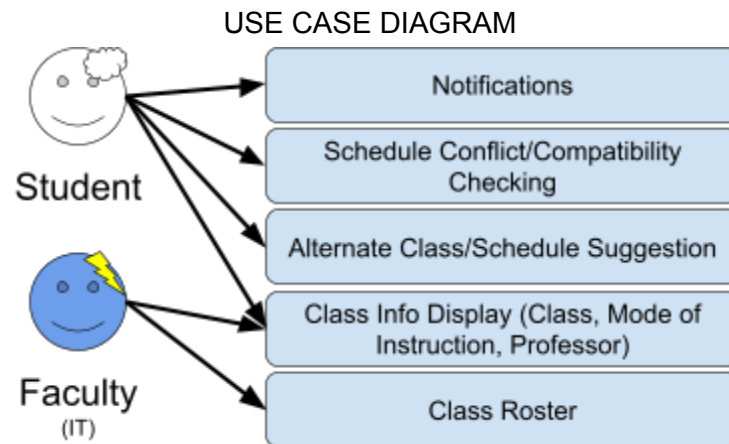 USE CASE DIAGRAM
Notifications
Student
Schedule Conflict/Compatibility
Checking
Alternate Class/Schedule Suggestion
Faculty
(IT)
Class Info Display (Class, Mode of
Instruction, Professor)
Class Roster